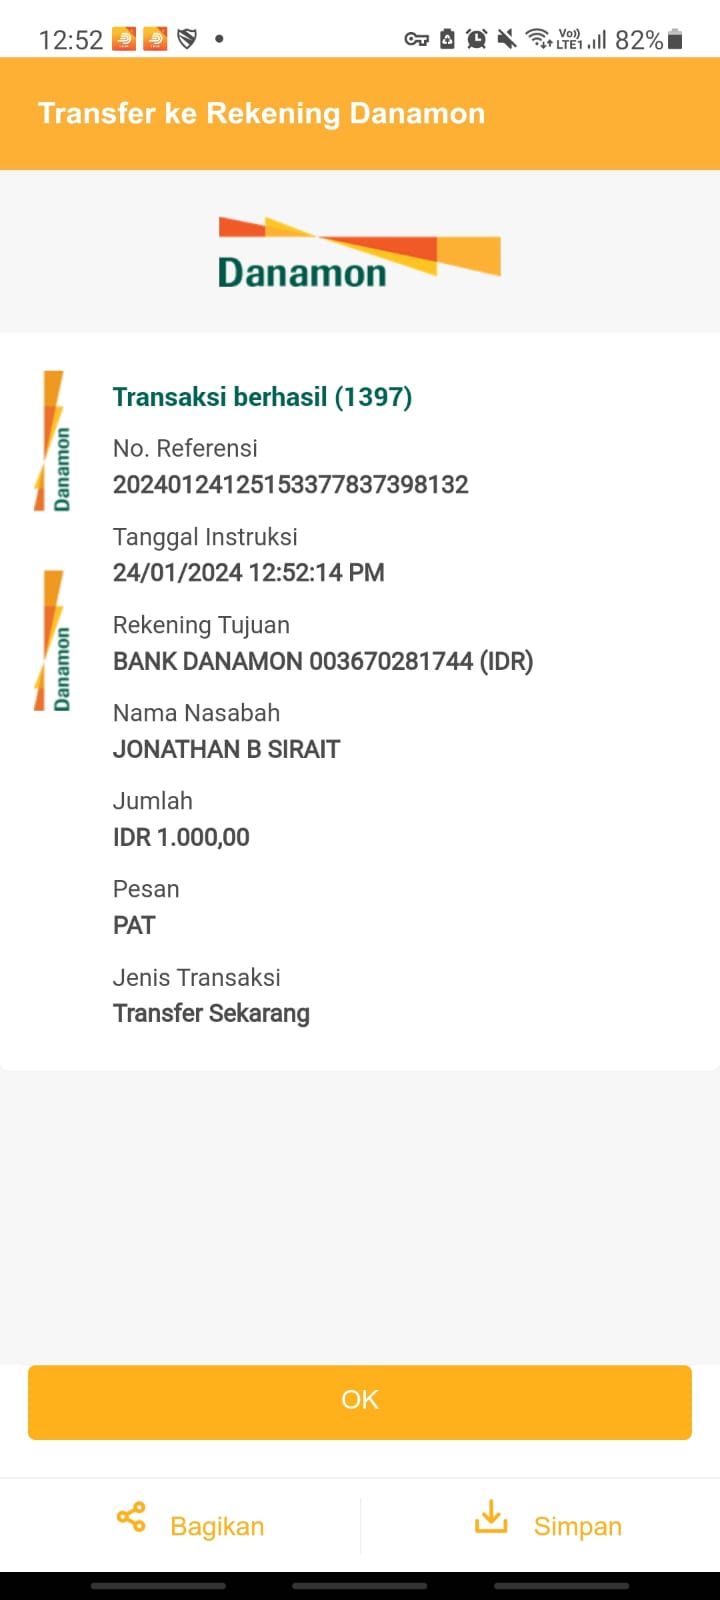 12:52
Vo))
LTE1
82%
Transfer ke Rekening Danamon
Danamon
Danamon
Danamon
Transaksi berhasil (1397)
No. Referensi
20240124125153377837398132
Tanggal Instruksi
24/01/2024 12:52:14 PM
Rekening Tujuan
BANK DANAMON 003670281744 (IDR)
Nama Nasabah
JONATHAN B SIRAIT
Jumlah
IDR 1.000,00
Pesan
PAT
Jenis Transaksi
Transfer Sekarang
OK
Bagikan
Simpan